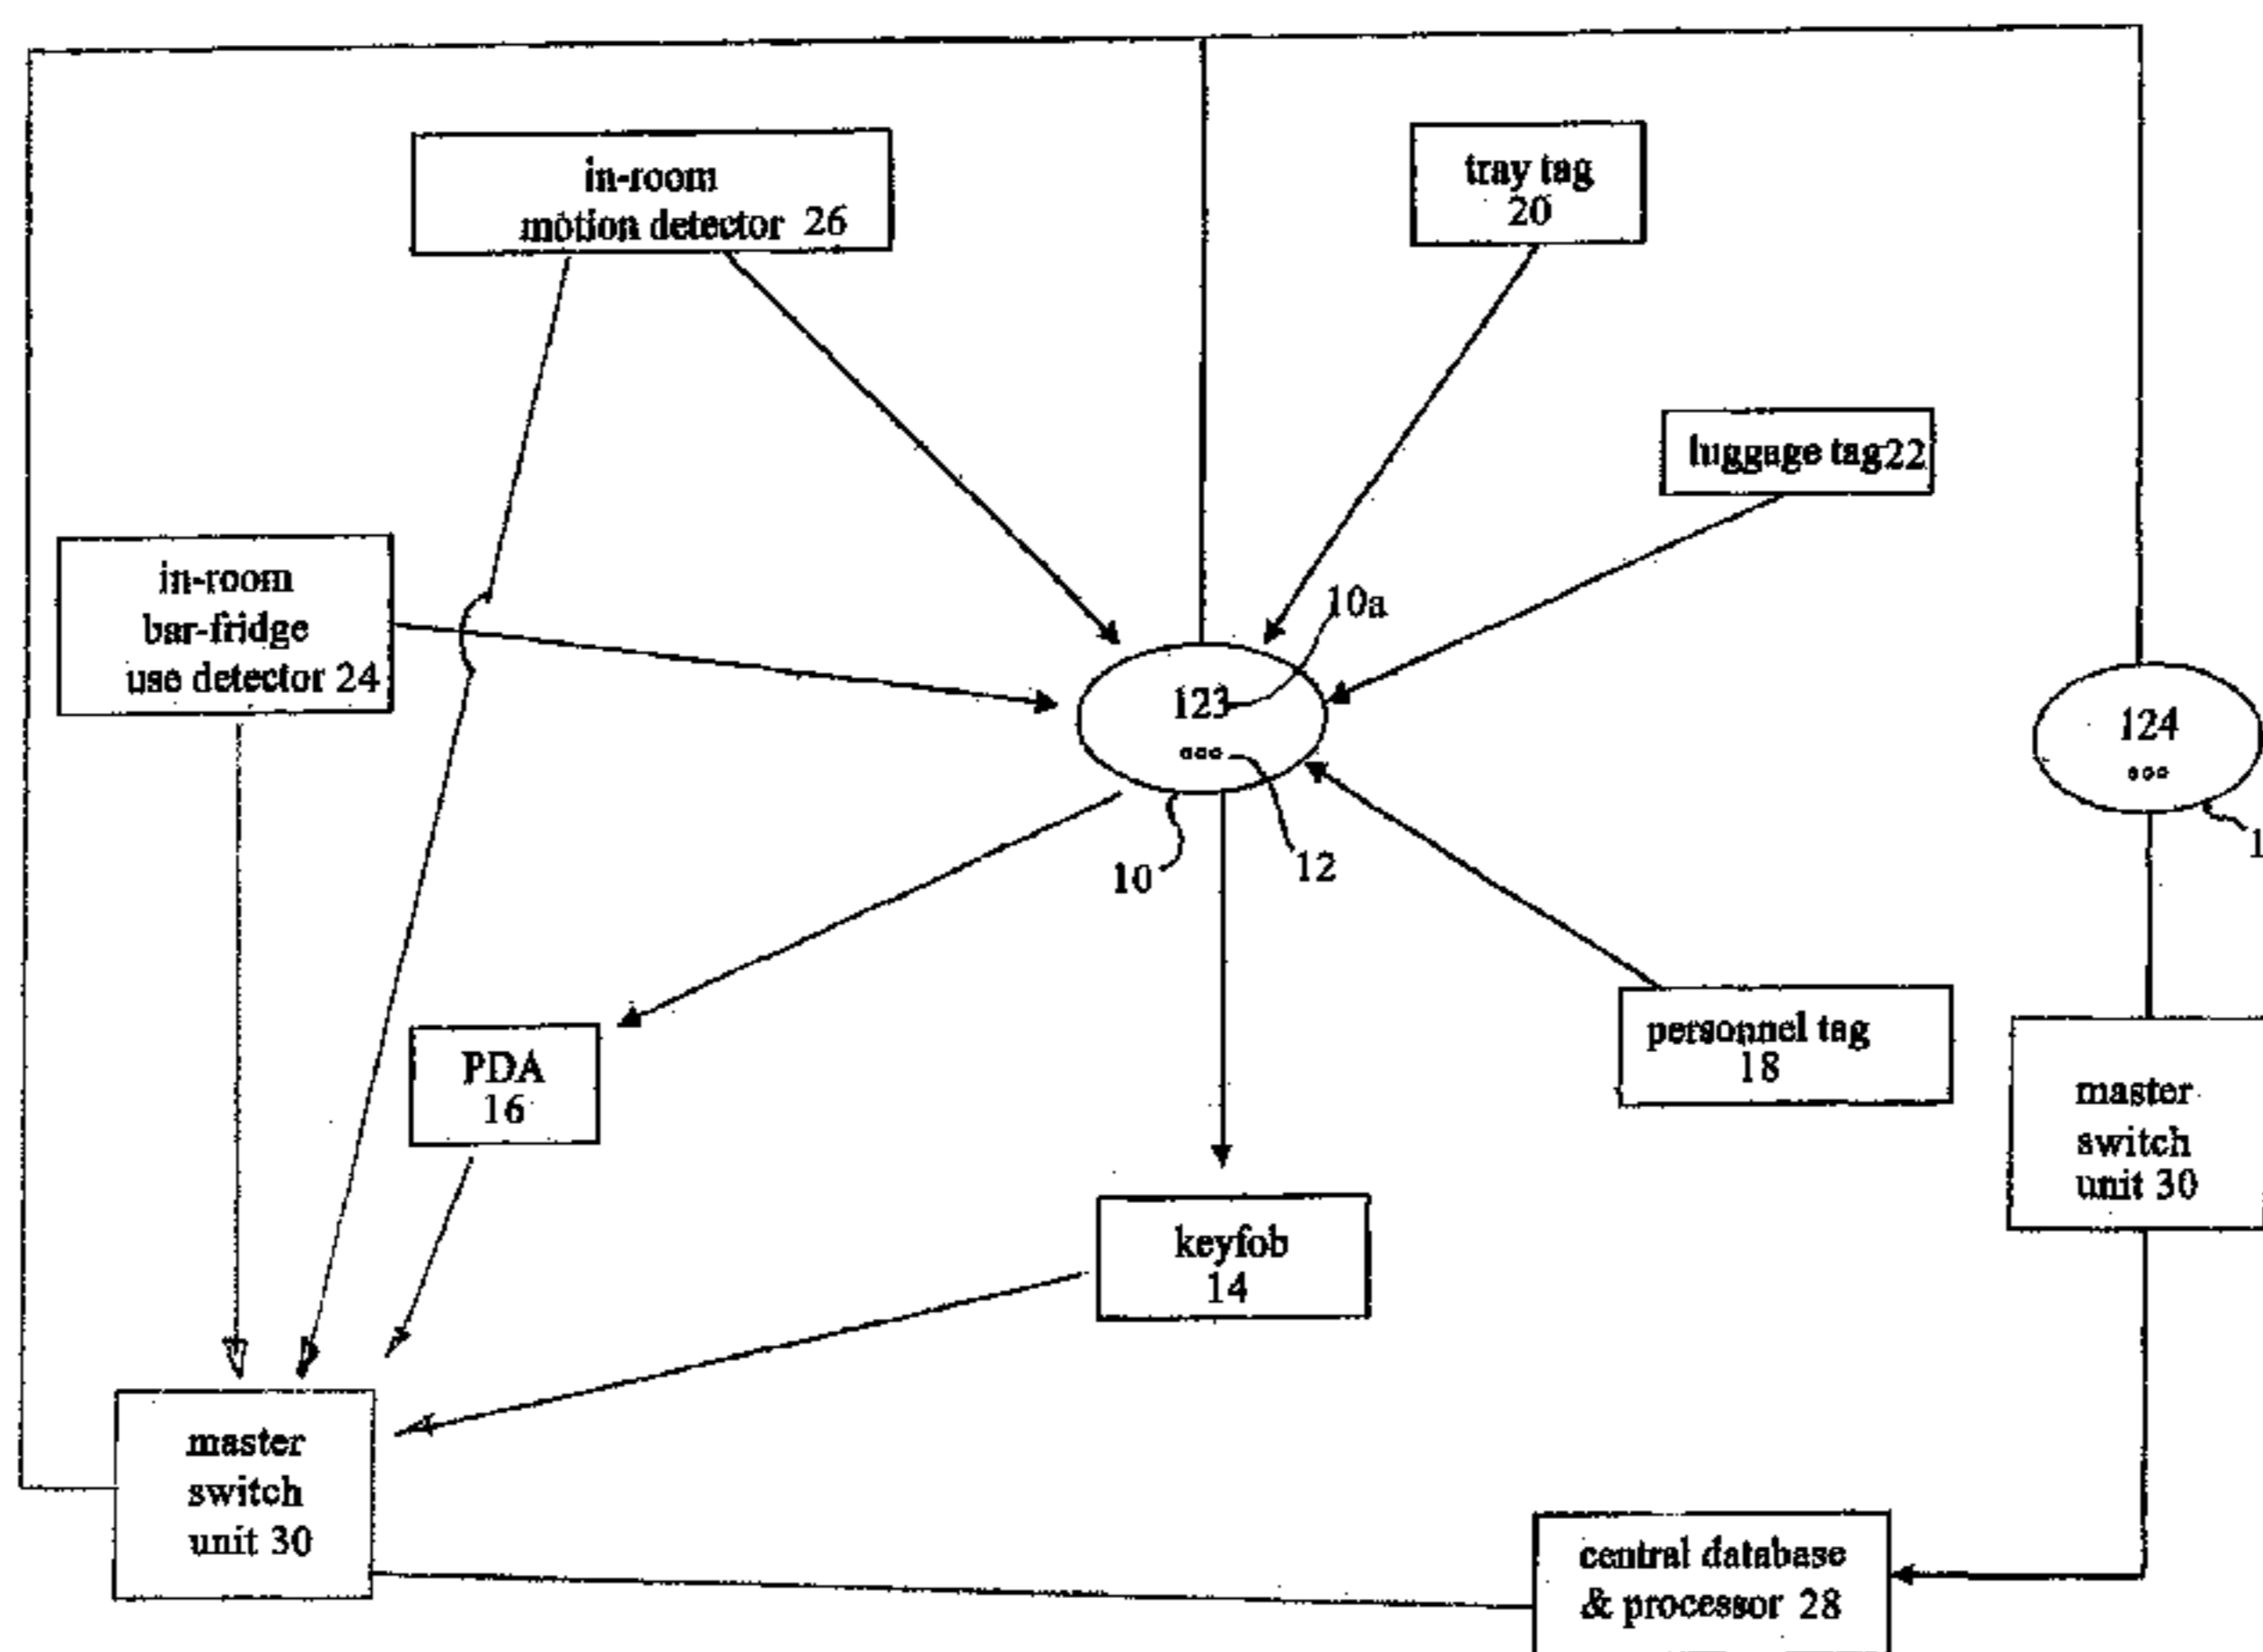 in-room
motion detector 26
tray tag
20
luggage tag22
in-room
bar-fridge
use detector 24
10a
123
124
10
12
1
PDA
16
personnel tag
18
master
switch
unit 30
keyfob
14
master
switch
unit 30
central database
& processor 28